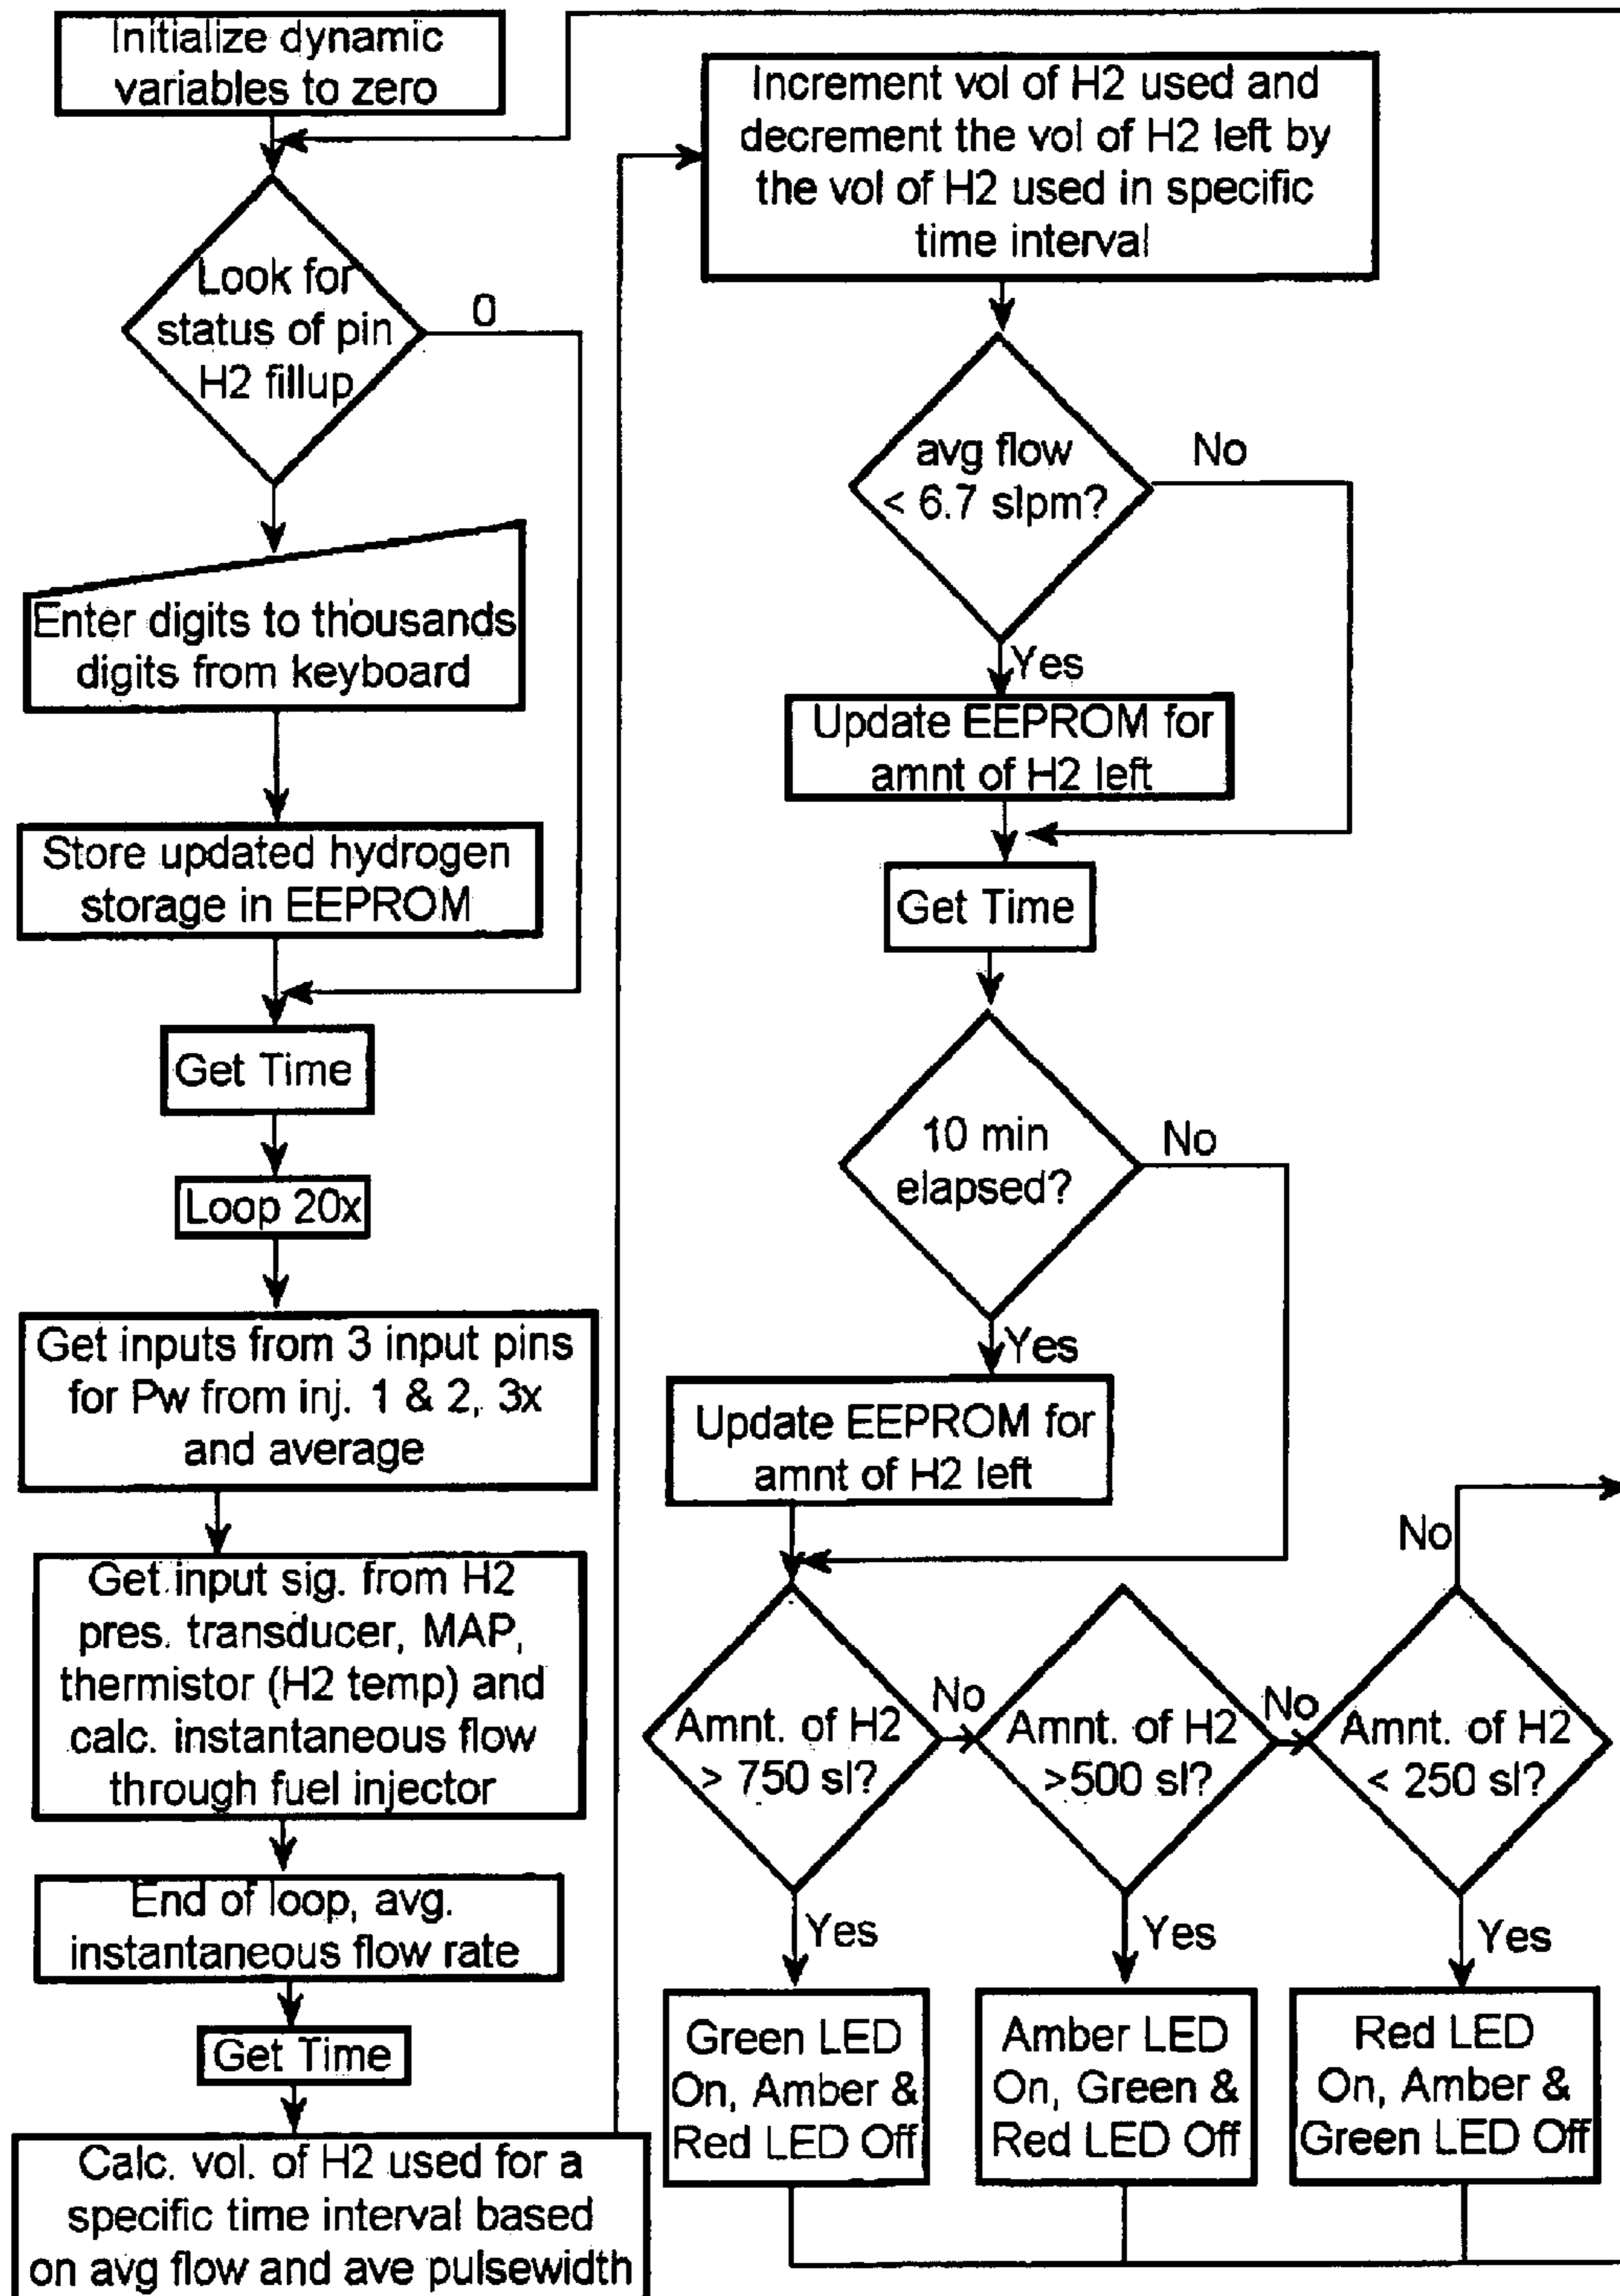 Initialize dynamic
variables to zero
Look for
status of pin
H2 fillup
0
Enter digits to thousands
digits from keyboard
Store updated hydrogen
storage in EEPROM
Get Time
Loop 20x
Get inputs from 3 input pins
for Pw from inj. 1 & 2, 3x
and average
Get input sig. from H2
pres. transducer, MAP,
thermistor (H2 temp) and
calc. instantaneous flow
through fuel injector
End of loop, avg.
instantaneous flow rate
Get Time
Calc. vol. of H2 used for a
specific time interval based
on avg flow and ave pulsewidth
Increment vol of H2 used and
decrement the vol of H2 left by
the vol of H2 used in specific
time interval
avg flow
< 6.7 slpm?
No
Yes
Update EEPROM for
amnt of H2 left
Get Time
10 min
elapsed?
No
Yes
Update EEPROM for
amnt of H2 left
Amnt. of H2
> 750 sl?
No
Yes
Green LED
On, Amber &
Red LED Off
Amnt. of H2
>500 sl?
No
Yes
Amber LED
On, Green &
Red LED Off
Amnt. of H2
< 250 sl?
No
Yes
Red LED
On, Amber &
Green LED Off